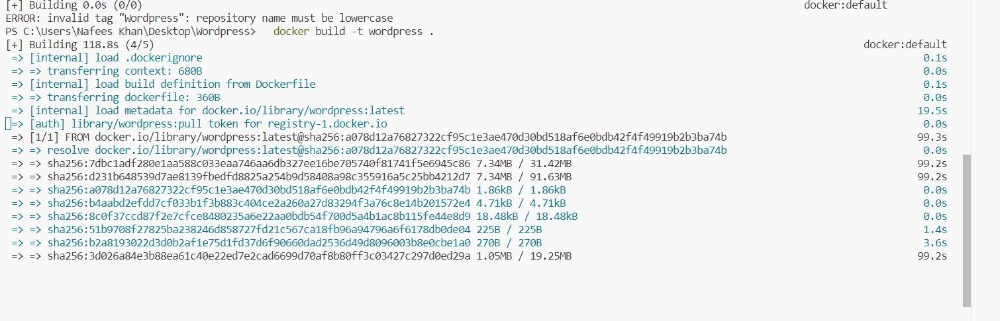 [+] Building 0.0s (0/0) docker:default
ERROR: invalid tag "Wordpress": repository name must be lowercase
PS C:\Users\Nafees Khan\Desktop\Wordpress> docker build -t wordpress .
[+] Building 118.8s (4/5) docker:default
=> [internal] load .dockerignore 0.1s
=> => transferring context: 680B 0.0s
=> [internal] load build definition from Dockerfile 0.1s
=> => transferring dockerfile: 360B 0.0s
=> [internal] load metadata for docker.io/library/wordpress:latest 19.5s
=> [auth] library/wordpress:pull token for registry-1.docker.io 0.0s
=> [1/1] FROM docker.io/library/wordpress:latest@sha256:a078d12a76827322cf95c1e3ae470d30bd518af6e0bdb42f4f49919b2b3ba74b 99.3s
=> => resolve docker.io/library/wordpress:latest@sha256:a078d12a76827322cf95c1e3ae470d30bd518af6e0bdb42f4f49919b2b3ba74b 0.0s
=> => sha256:7dbc1adf280e1aa588c033eaa746aa6db327ee16be705740f81741f5e6945c86 7.34MB / 31.42MB 99.2s
=> => sha256:d231b648539d7ae8139fbedfd8825a254b9d58408a98c355916a5c25bb4212d7 7.34MB / 91.63MB 99.2s
=> => sha256:a078d12a76827322cf95c1e3ae470d30bd518af6e0bdb42f4f49919b2b3ba74b 1.86kB / 1.86kB 0.0s
=> => sha256:b4aabd2efdd7cf033b1f3b883c404ce2a260a27d83294f3a76c8e14b201572e4 4.71kB / 4.71kB 0.0s
=> => sha256:8c0f37ccd87f2e7cfce8480235a6e22aa0bdb54f700d5a4b1ac8b115fe44e8d9 18.48kB / 18.48kB 0.0s
=> => sha256:51b9708f27825ba238246d858727fd21c567ca18fb96a94796a6f6178db0de04 225B / 225B 1.4s
=> => sha256:b2a8193022d3d0b2af1e75d1fd37d6f90660dad2536d49d8096003b8e0cbe1a0 270B / 270B 3.6s
=> => sha256:3d026a84e3b88ea61c40e22ed7e2cad6699d70af8b80ff3c03427c297d0ed29a 1.05MB / 19.25MB 99.2s